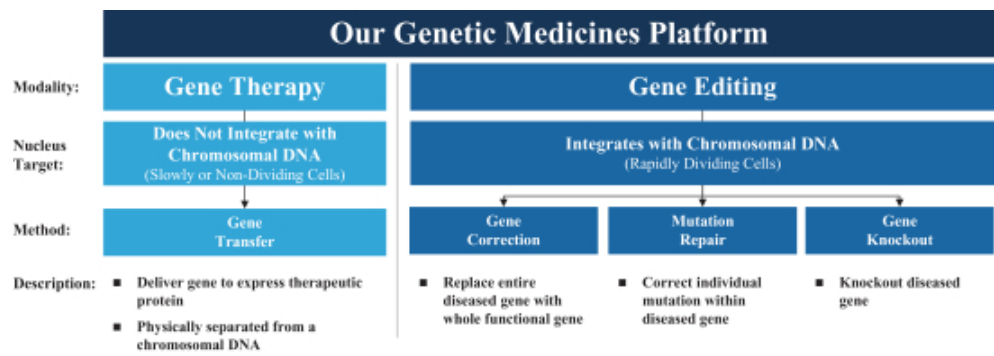 Our Genetic Medicines Platform
Modality:
Gene Therapy
Gene Editing
Nucleus
Target:
Does Not Integrate with
Chromosomal DNA
(Slowly or Non-Dividing Cells)
Integrates with Chromosomal DNA
(Rapidly Dividing Cells)
Method:
Gene
Transfer
Gene
Correction
Mutation
Repair
Gene
Knockout
Description:
■ Deliver gene to express therapeutic
protein
■ Physically separated from a
chromosomal DNA
■ Replace entire
diseased gene with
whole functional gene
■ Correct individual
mutation within
diseased gene
■ Knockout diseased
gene